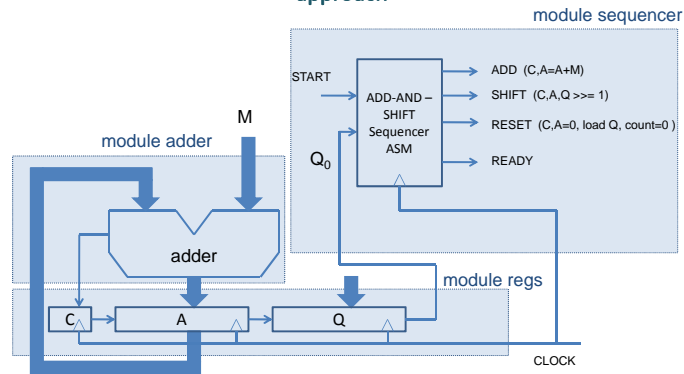 approach
module sequencer
START
ADD (C,A=A+M)
SHIFT (C,A,Q >>= 1)
RESET (C,A=0, load Q, count=0 )
READY
ADD-AND –
SHIFT
Sequencer
ASM
M
module adder
Q0
adder
module regs
C
A
Q
CLOCK